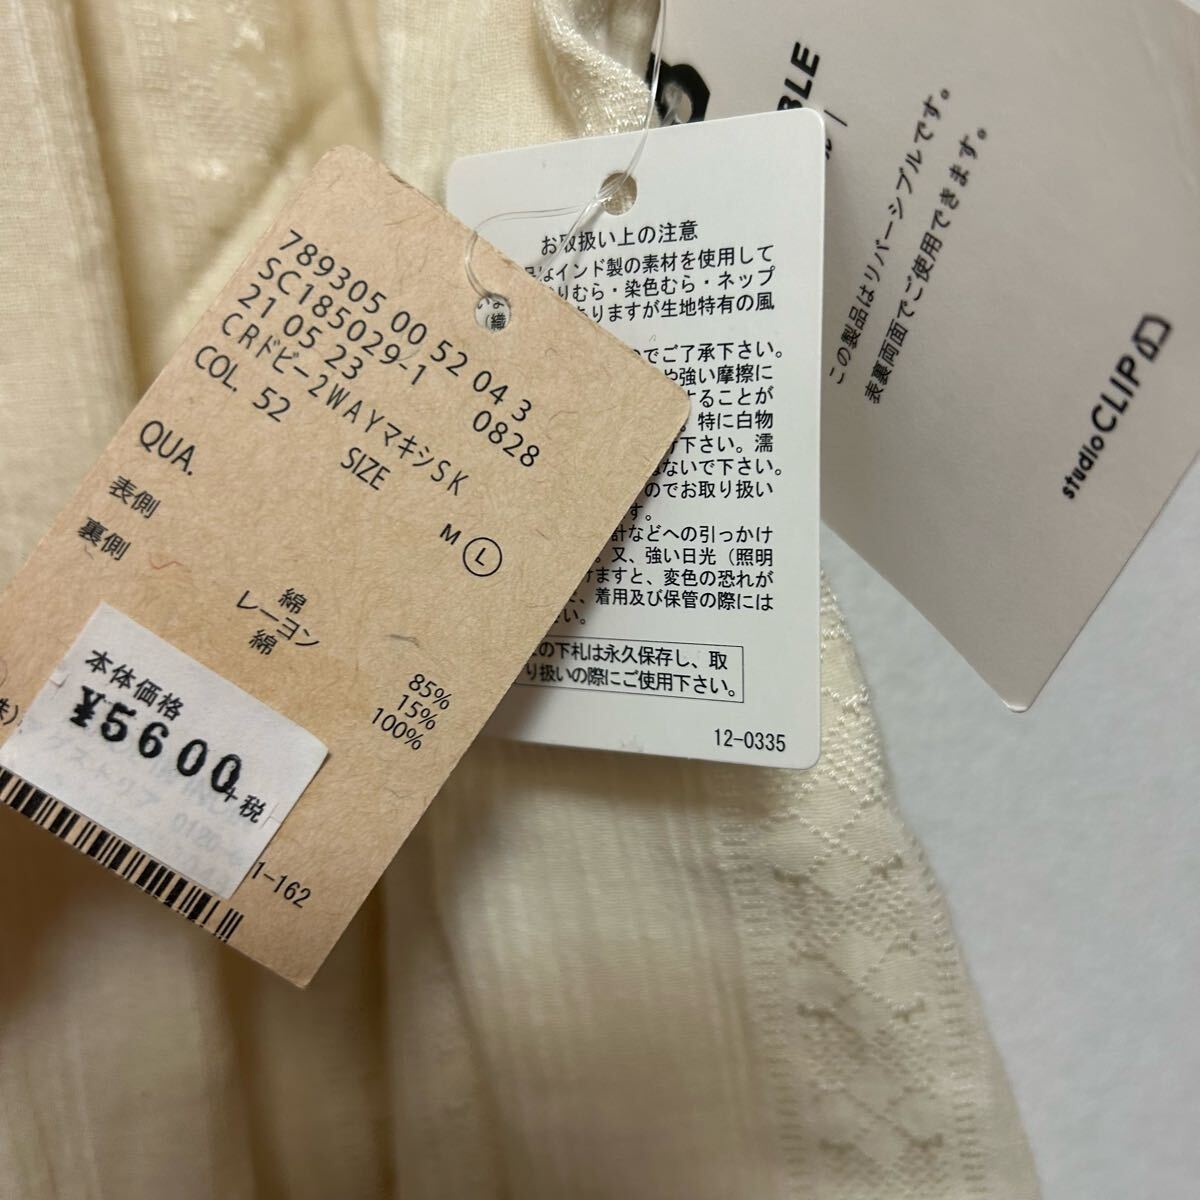 789305 00 52 04 3
SC185029-1 0828
21 05 23
CRドビー2WAYマキシSK
COL. 52 SIZE
M L
QUA.
表側 綿 85%
レーヨン 15%
裏側 綿 100%
本体価格
¥5600+税
1-162
お取扱い上の注意
インド製の素材を使用して
むら・染色むら・ネップ
ありますが生地特有の風
(織
のでご了承下さい。
や強い摩擦に
することが
特に白物
下さい。濡
ないで下さい。
のでお取り扱い
す。
計などへの引っかけ
。又、強い日光(照明
ますと、変色の恐れが
、着用及び保管の際には
い。
の下札は永久保存し、取
り扱いの際にご使用下さい。
12-0335
BLE
この製品はリバーシブルです。
表裏両面でご使用できます。
studio CLIP